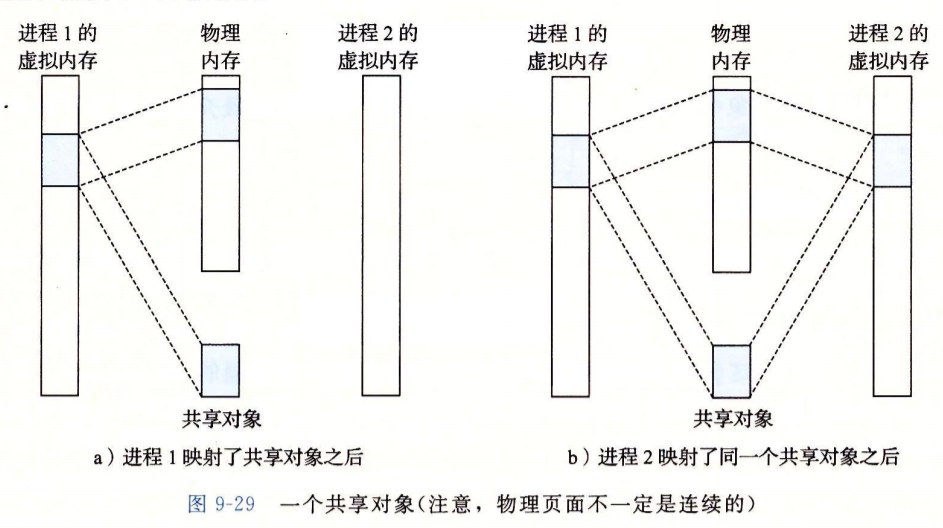 进程1的
虚拟内存
物理
内存
进程2的
虚拟内存
共享对象
a)进程1映射了共享对象之后
进程1的
虚拟内存
物理
内存
进程2的
虚拟内存
共享对象
b)进程2映射了同一个共享对象之后
图 9-29 一个共享对象(注意，物理页面不一定是连续的)